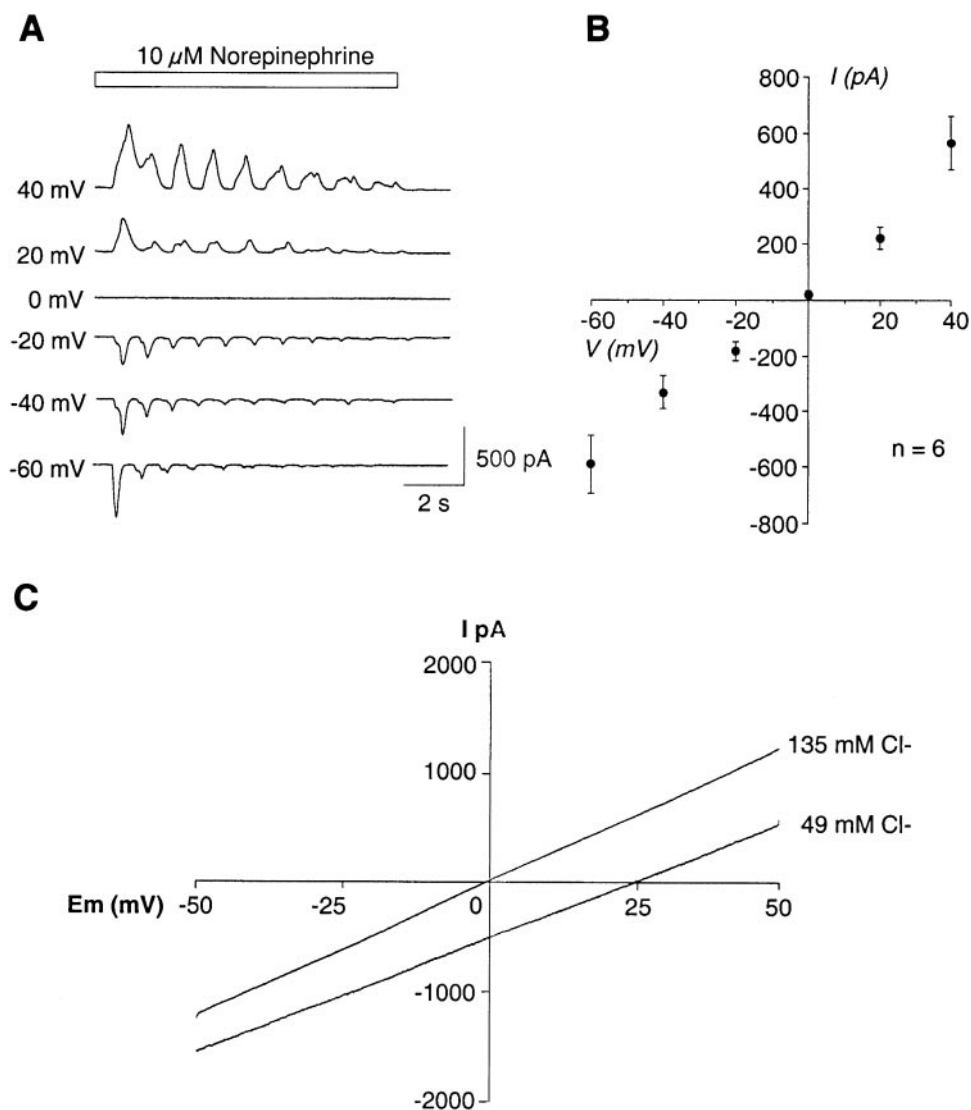 A
10 µM Norepinephrine
40 mV
20 mV
0 mV
-20 mV
-40 mV
-60 mV
500 pA
2 s
B
I (pA)
800
600
400
200
-60
-40
-20
20
40
V (mV)
-200
-400
-600
-800
n = 6
C
I pA
2000
1000
135 mM Cl-
49 mM Cl-
Em (mV)
-50
-25
0
25
50
-1000
-2000